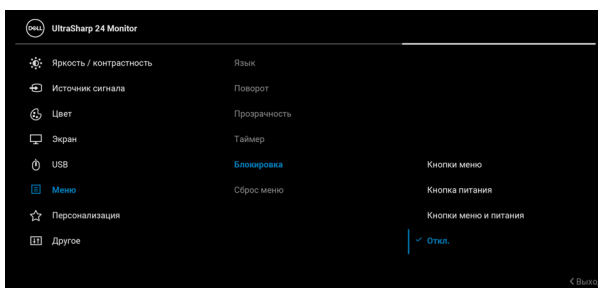 DELL UltraSharp 24 Monitor
Яркость / контрастность Язык
Источник сигнала Поворот
Цвет Прозрачность
Экран Таймер
USB Блокировка Кнопки меню
Меню Сброс меню Кнопка питания
Персонализация Кнопки меню и питания
Другое Откл.
Выхо